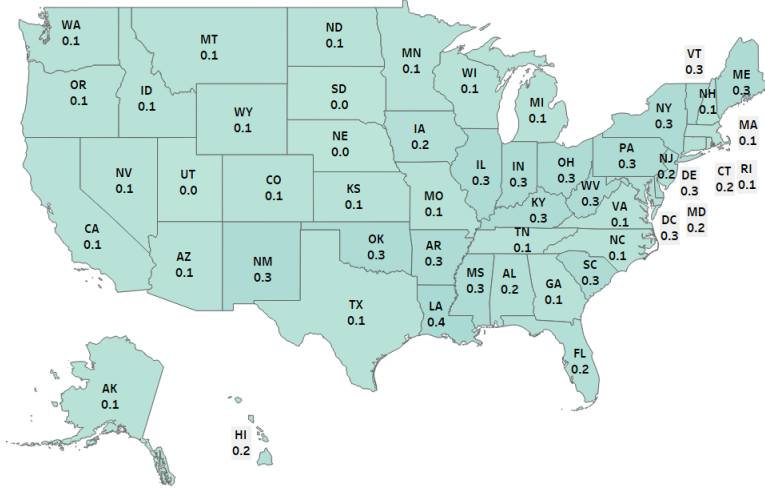 WA
0.1
MT
0.1
ND
0.1
MN
0.1
OR
0.1
ID
0.1
WY
0.1
SD
0.0
WI
0.1
MI
0.1
VT
0.3
NH
0.1
ME
0.3
NY
0.3
MA
0.1
NE
0.0
IA
0.2
IL
0.3
IN
0.3
OH
0.3
PA
0.3
NJ
0.2
DE
0.3
CT
0.2
RI
0.1
NV
0.1
UT
0.0
CO
0.1
KS
0.1
MO
0.1
KY
0.3
WV
0.3
VA
0.1
DC
0.3
MD
0.2
CA
0.1
AZ
0.1
NM
0.3
OK
0.3
AR
0.3
TN
0.1
NC
0.1
SC
0.3
MS
0.3
AL
0.2
GA
0.1
TX
0.1
LA
0.4
FL
0.2
AK
0.1
HI
0.2